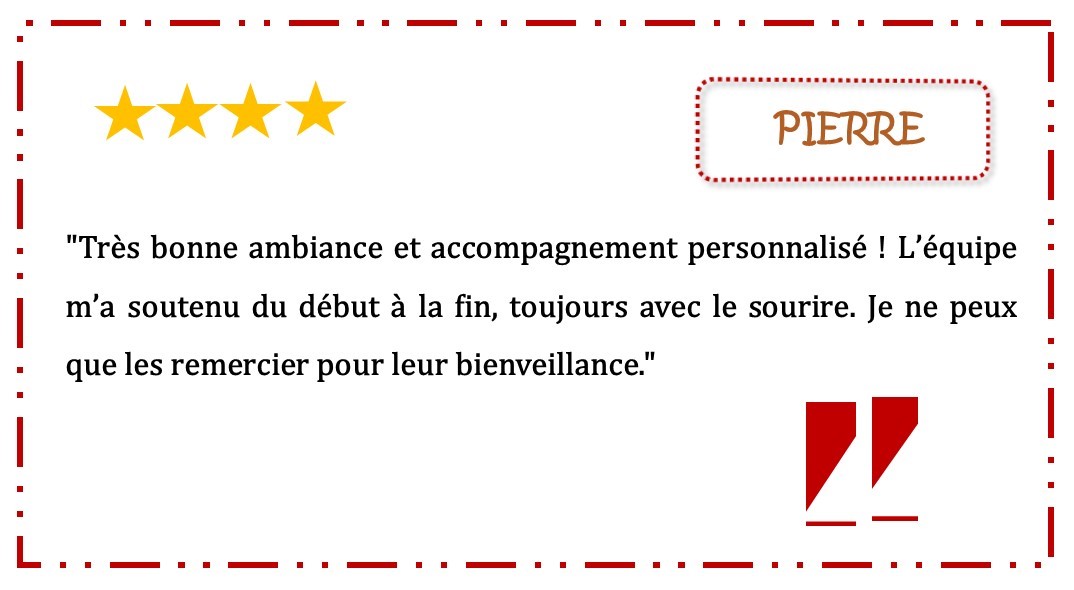 PIERRE
"Très bonne ambiance et accompagnement personnalisé ! L’équipe
m’a soutenu du début à la fin, toujours avec le sourire. Je ne peux
que les remercier pour leur bienveillance."